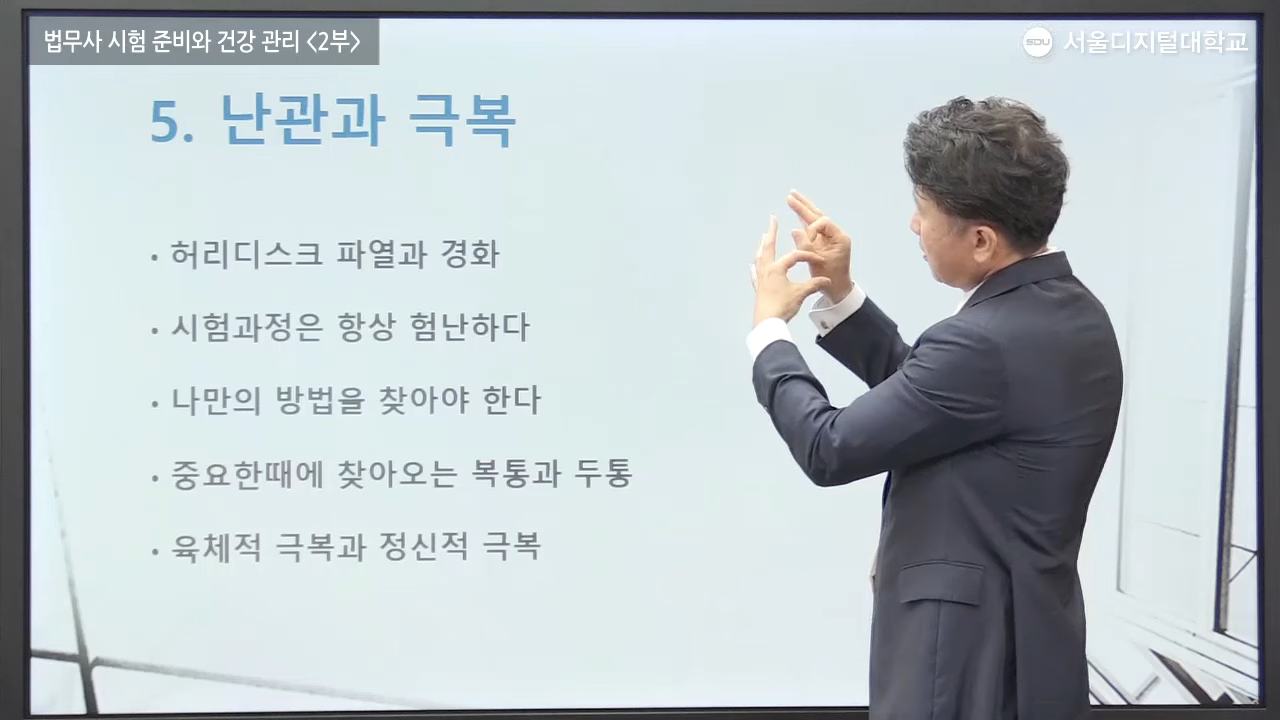 법무사 시험 준비와 건강 관리 <2부>
SDU 서울디지털대학교
5. 난관과 극복
• 허리디스크 파열과 경화
• 시험과정은 항상 험난하다
• 나만의 방법을 찾아야 한다
• 중요한때에 찾아오는 복통과 두통
• 육체적 극복과 정신적 극복